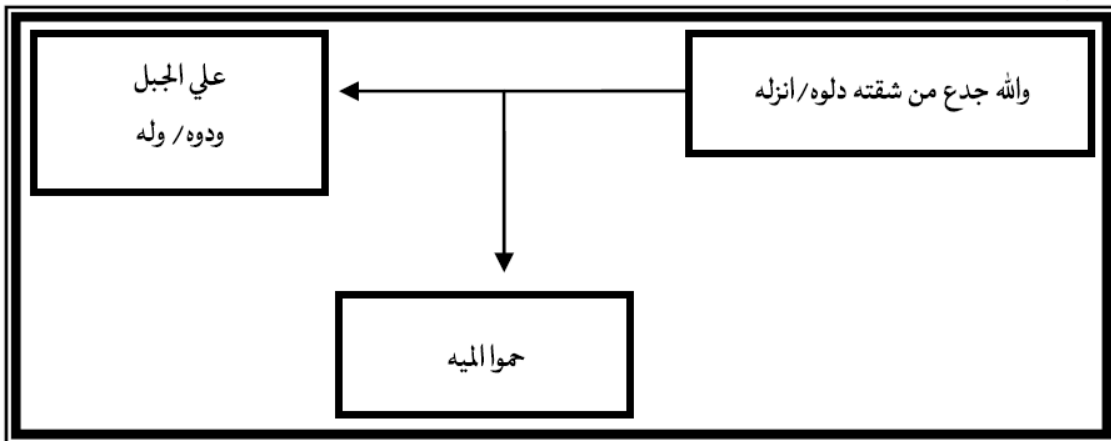 والله جدع من شقته دلوه/انزله
علي الجبل
ودوه/ وله
حموا الميه